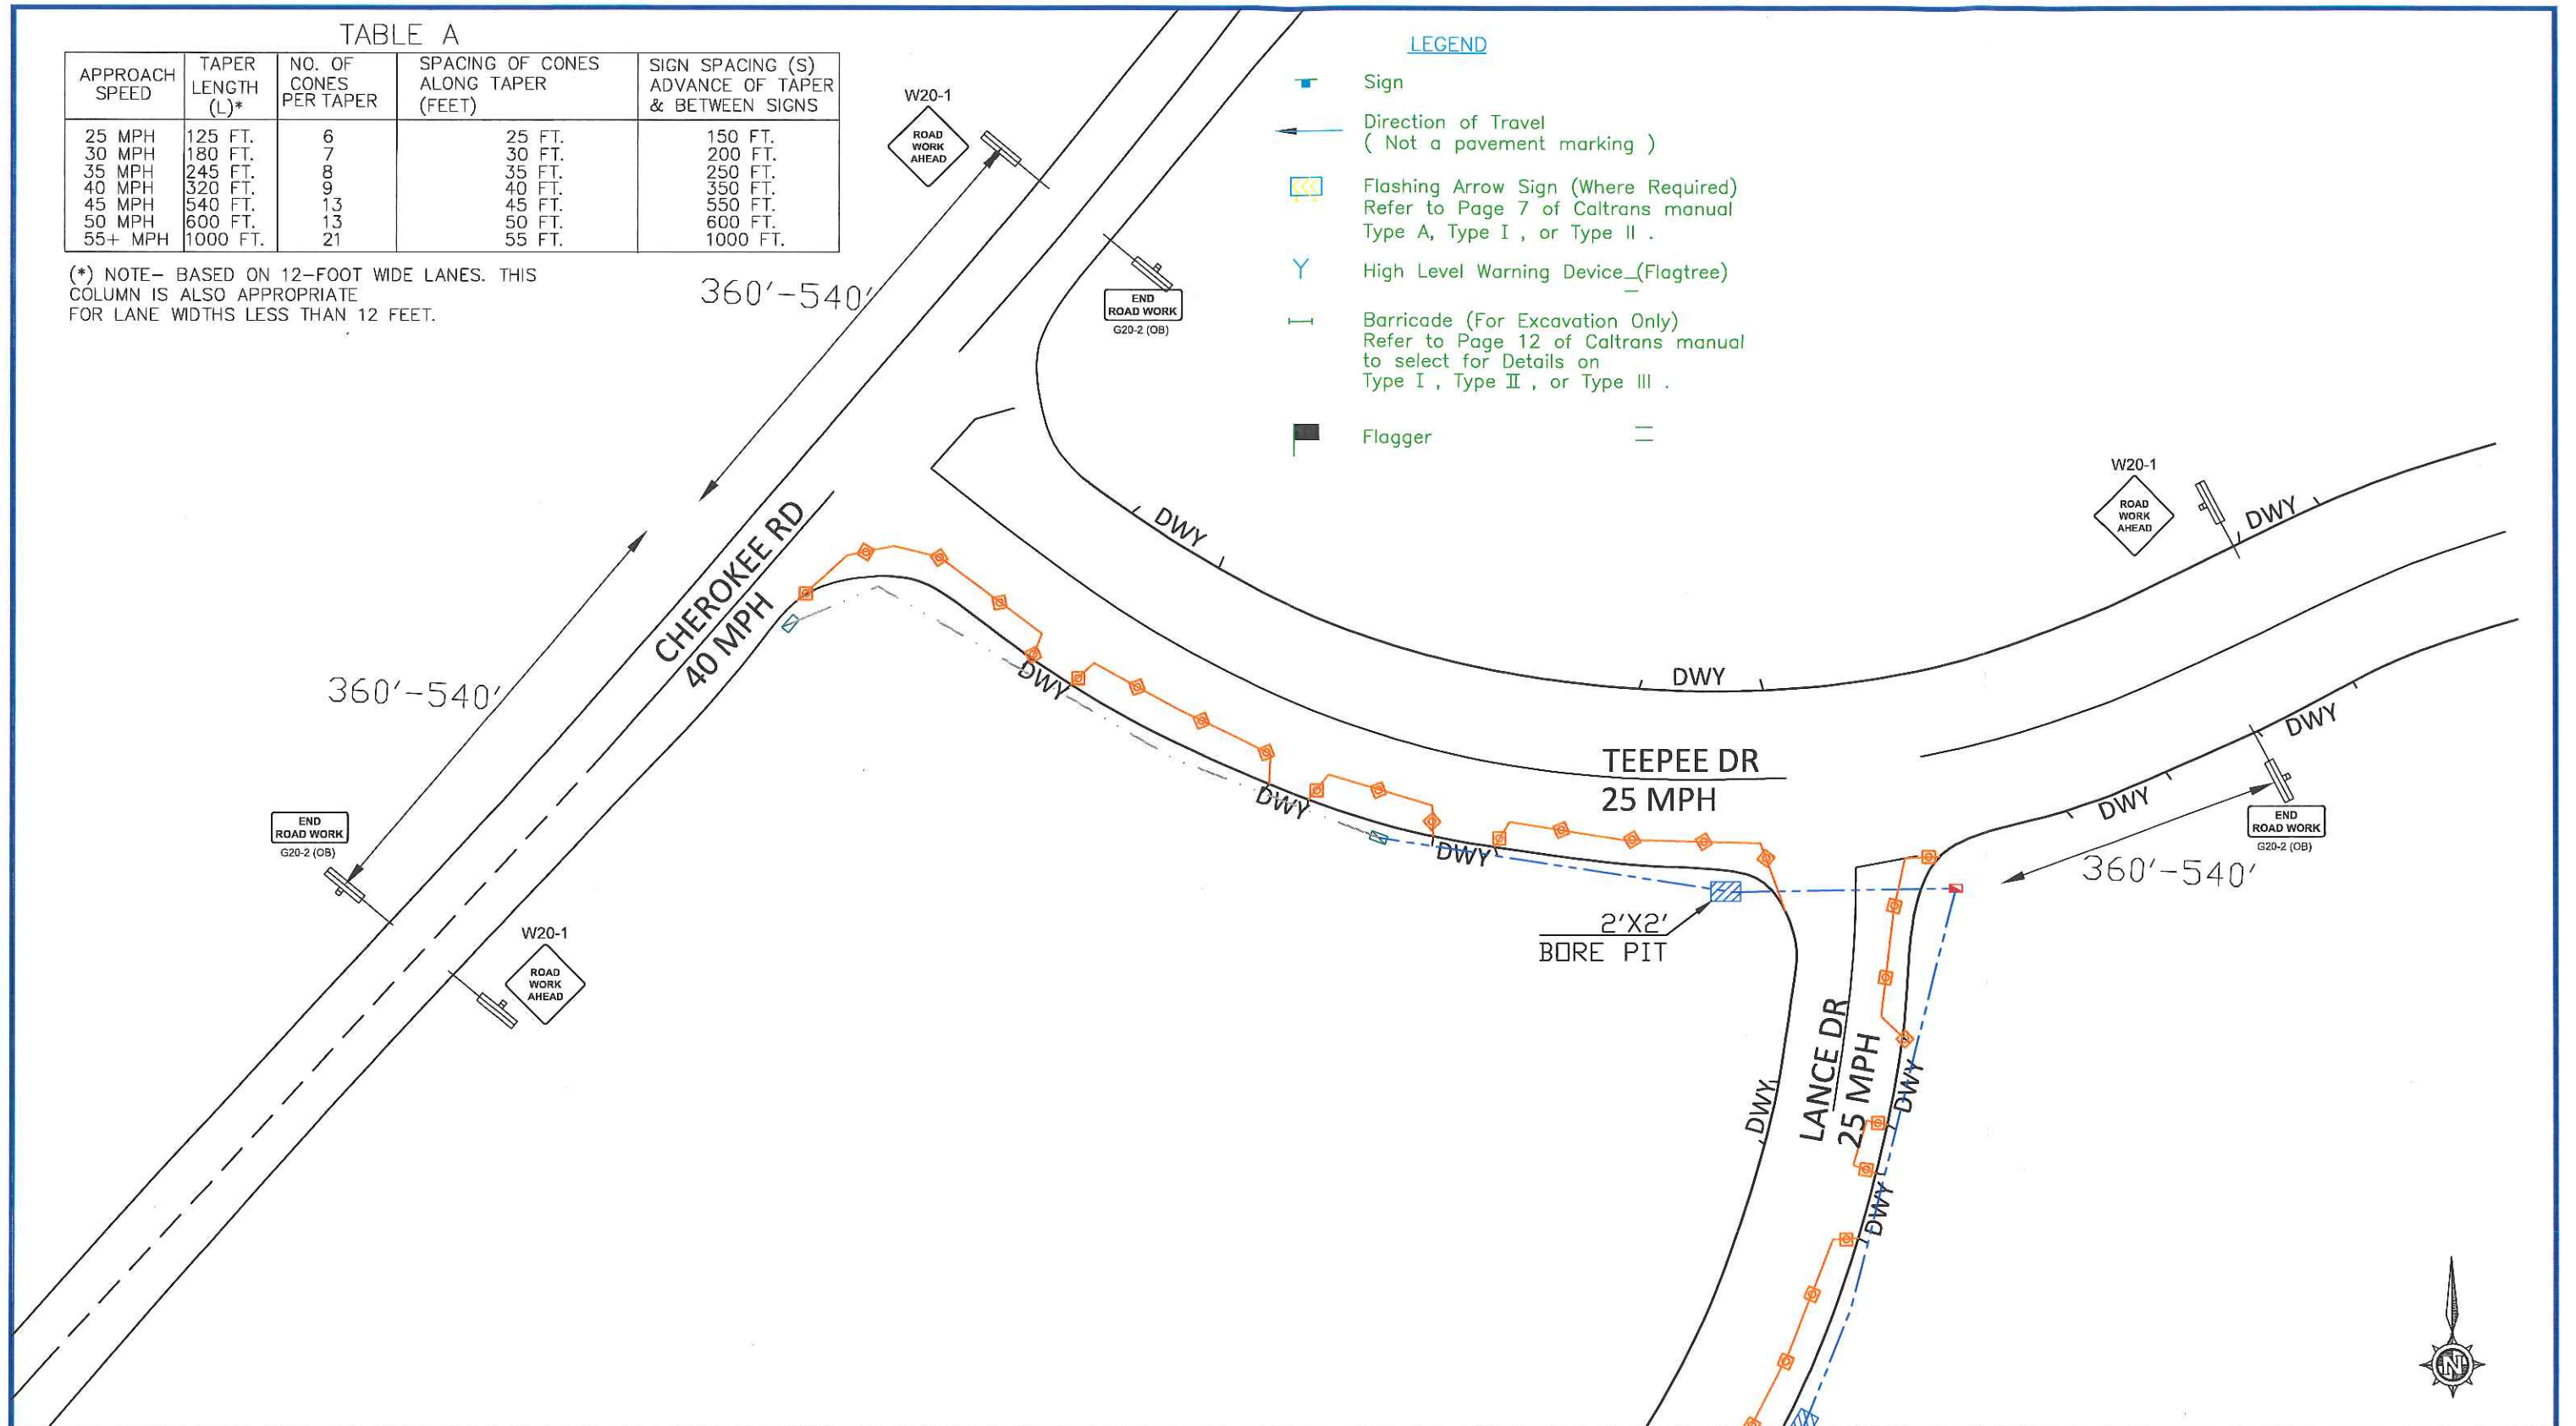 TABLE A
APPROACH SPEED
TAPER LENGTH (L)*
NO. OF CONES PER TAPER
SPACING OF CONES ALONG TAPER (FEET)
SIGN SPACING (S) ADVANCE OF TAPER & BETWEEN SIGNS
25 MPH 125 FT. 6 25 FT. 150 FT.
30 MPH 180 FT. 7 30 FT. 200 FT.
35 MPH 245 FT. 8 35 FT. 250 FT.
40 MPH 320 FT. 9 40 FT. 350 FT.
45 MPH 540 FT. 13 45 FT. 550 FT.
50 MPH 600 FT. 13 50 FT. 600 FT.
55+ MPH 1000 FT. 21 55 FT. 1000 FT.
(*) NOTE- BASED ON 12-FOOT WIDE LANES. THIS
COLUMN IS ALSO APPROPRIATE
FOR LANE WIDTHS LESS THAN 12 FEET.
LEGEND
Sign
Direction of Travel
( Not a pavement marking )
Flashing Arrow Sign (Where Required)
Refer to Page 7 of Caltrans manual
Type A, Type I , or Type II .
Y
High Level Warning Device_(Flagtree)
Barricade (For Excavation Only)
Refer to Page 12 of Caltrans manual
to select for Details on
Type I , Type II , or Type III .
Flagger
W20-1
ROAD
WORK
AHEAD
360'-540'
END
ROAD WORK
G20-2 (OB)
W20-1
ROAD
WORK
AHEAD
DWY
DWY
CHEROKEE RD
40 MPH
360'-540'
DWY
DWY
DWY
DWY
TEEPEE DR
25 MPH
DWY
DWY
DWY
END
ROAD WORK
G20-2 (OB)
360'-540'
END
ROAD WORK
G20-2 (OB)
W20-1
ROAD
WORK
AHEAD
2'X2'
BORE PIT
LANCE DR
25 MPH
DWY
DWY
DWY
N